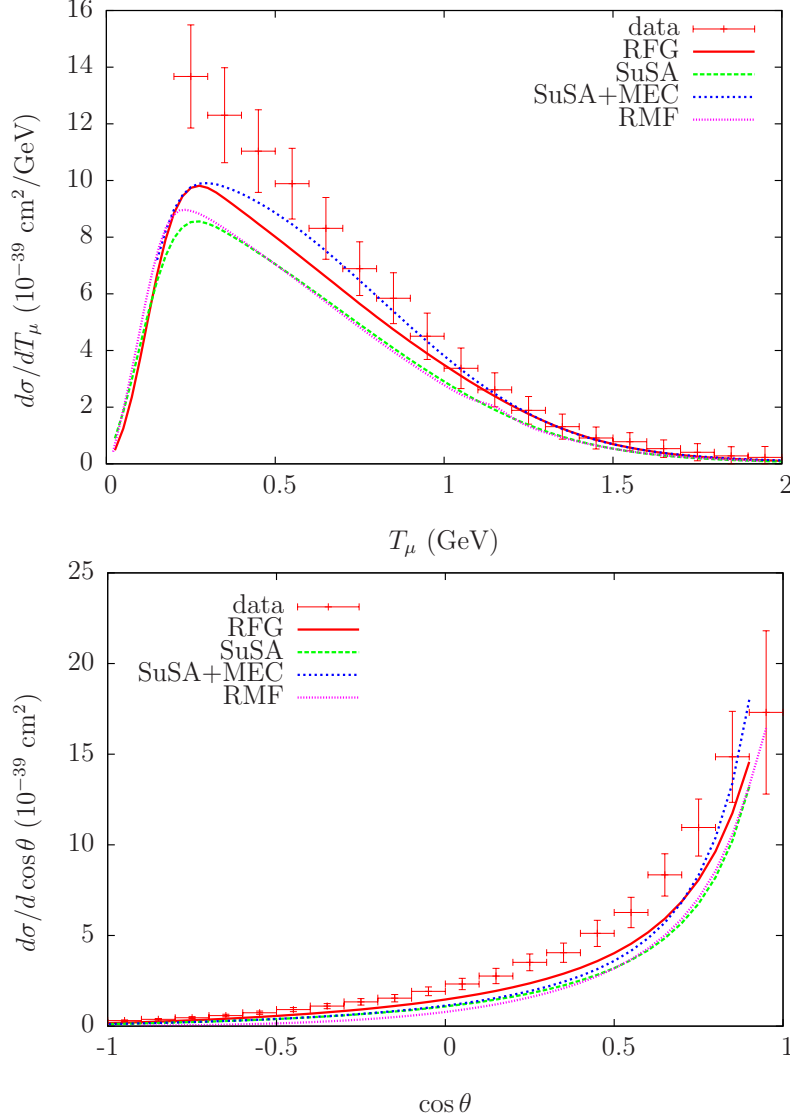 16
14
12
10
8
6
4
2
0
dσ/dT_μ (10⁻³⁹ cm²/GeV)
data
RFG
SuSA
SuSA+MEC
RMF
0 0.5 1 1.5 2
T_μ (GeV)
25
20
15
10
5
0
dσ/d cos θ (10⁻³⁹ cm²)
data
RFG
SuSA
SuSA+MEC
RMF
-1 -0.5 0 0.5 1
cos θ